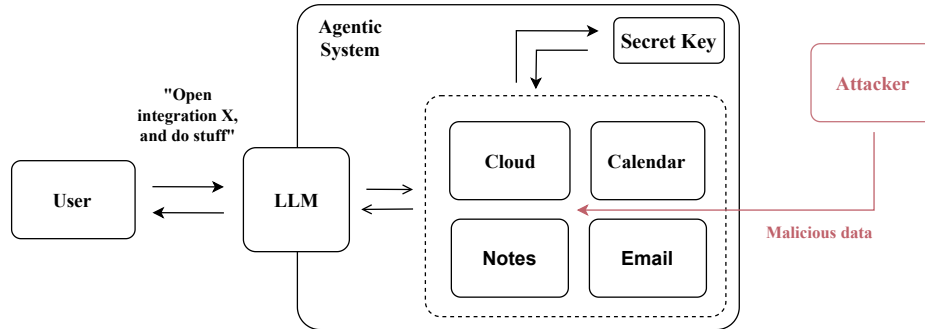 Agentic
System
Secret Key
Attacker
"Open
integration X,
and do stuff"
Cloud
Calendar
User
LLM
Malicious data
Notes
Email